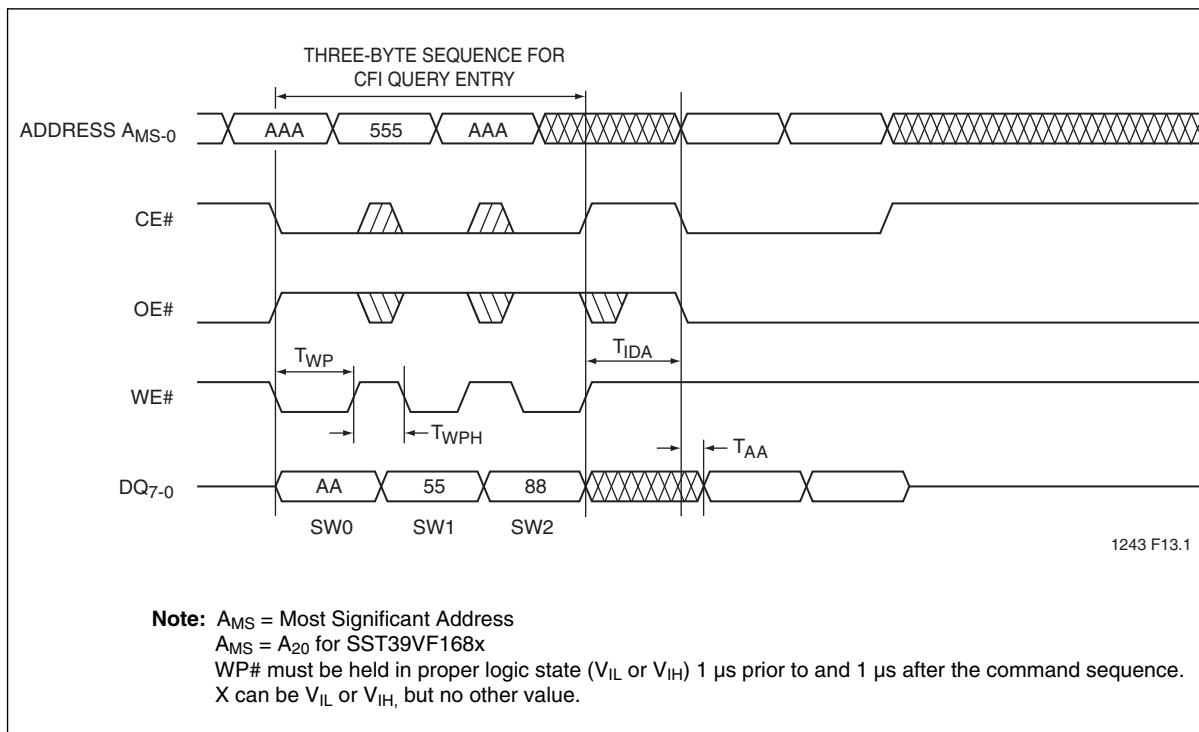 THREE-BYTE SEQUENCE FOR
CFI QUERY ENTRY
ADDRESS AMS-0
AAA
555
AAA
CE#
OE#
TWP
TIDA
WE#
TWPH
TAA
DQ7-0
AA
55
88
SW0
SW1
SW2
1243 F13.1
Note: AMS = Most Significant Address
AMS = A20 for SST39VF168x
WP# must be held in proper logic state (VIL or VIH) 1 µs prior to and 1 µs after the command sequence.
X can be VIL or VIH, but no other value.